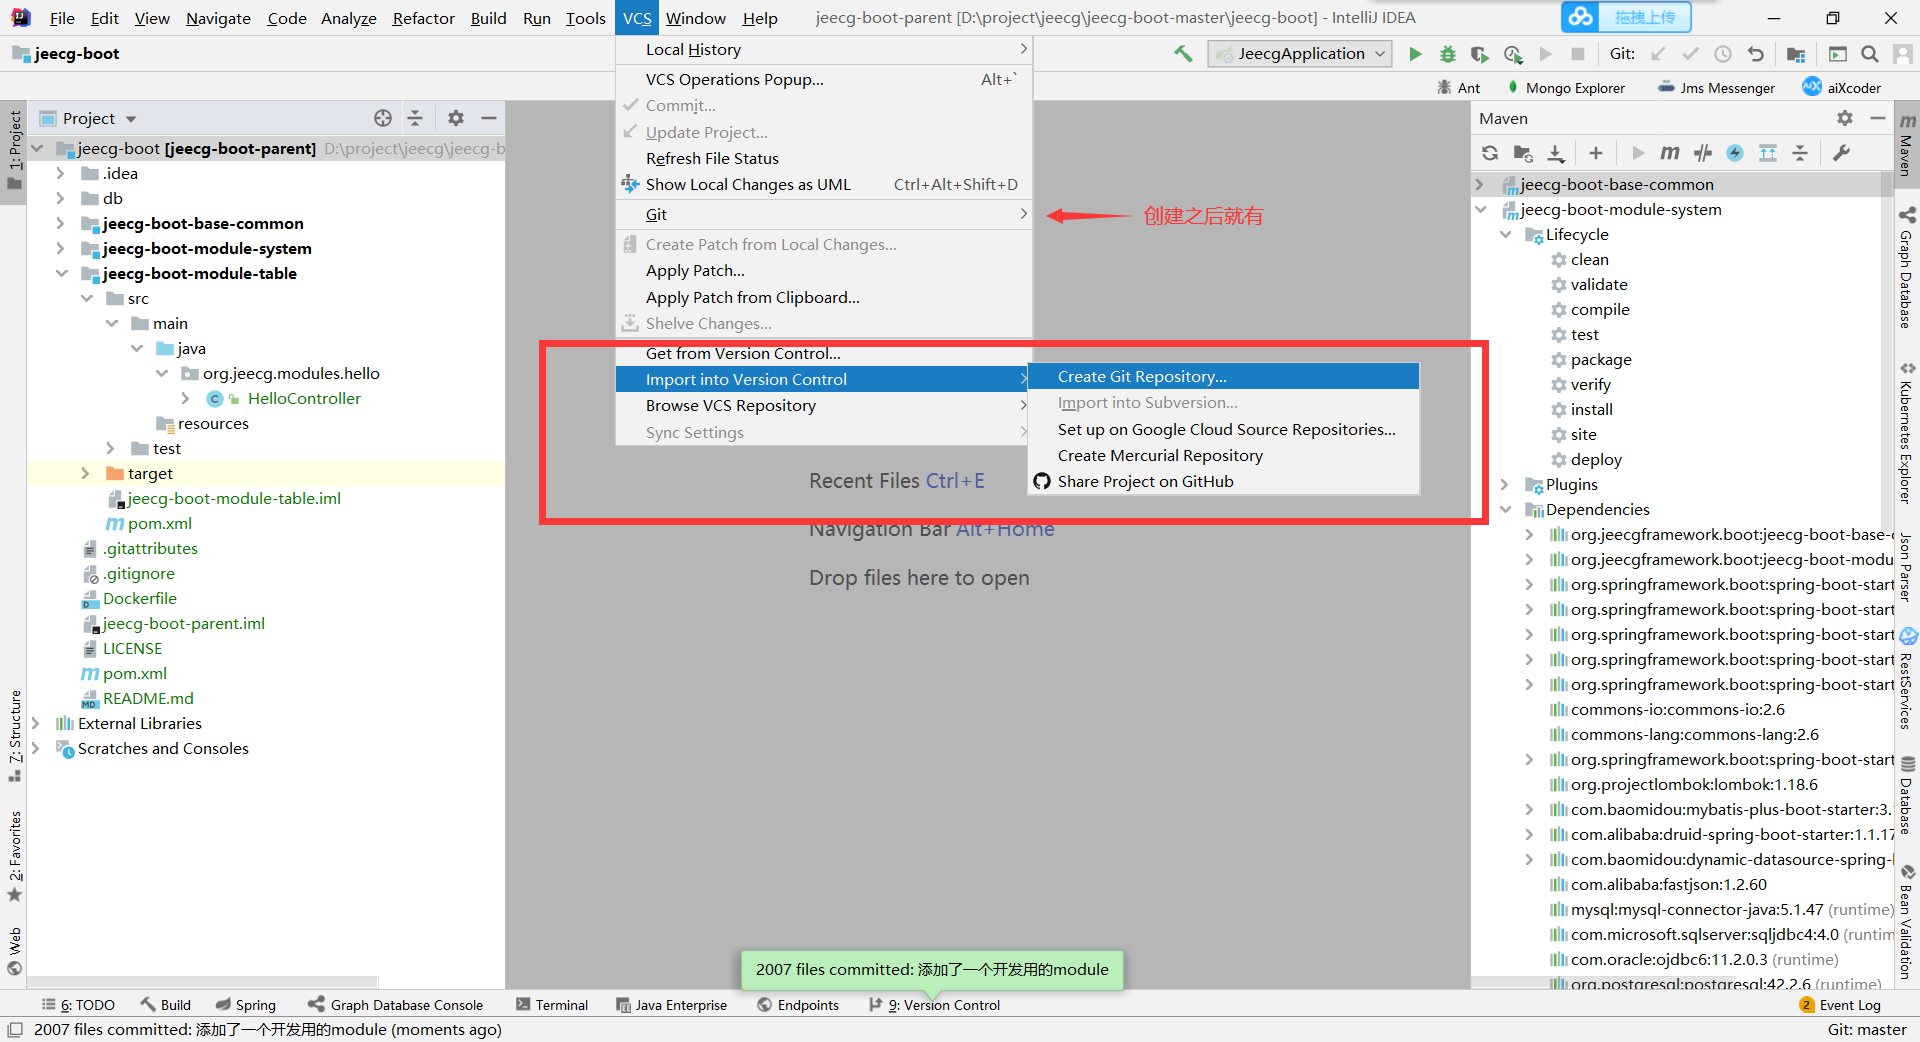 File Edit View Navigate Code Analyze Refactor Build Run Tools VCS Window Help jeecg-boot-parent [D:\project\jeecg\jeecg-boot-master\jeecg-boot] - IntelliJ IDEA
拖拽上传
jeecg-boot
JeecgApplication
Git:
Ant Mongo Explorer Jms Messenger aiXcoder
Local History
VCS Operations Popup... Alt+`
Commit...
Update Project...
Refresh File Status
Show Local Changes as UML Ctrl+Alt+Shift+D
Git
创建之后就有
Create Patch from Local Changes...
Apply Patch...
Apply Patch from Clipboard...
Shelve Changes...
Get from Version Control...
Import into Version Control
Browse VCS Repository
Sync Settings
Create Git Repository...
Import into Subversion...
Set up on Google Cloud Source Repositories...
Create Mercurial Repository
Share Project on GitHub
Recent Files Ctrl+E
Navigation Bar Alt+Home
Drop files here to open
1: Project
7: Structure
2: Favorites
Web
Project
jeecg-boot [jeecg-boot-parent] D:\project\jeecg\jeecg-b
.idea
db
jeecg-boot-base-common
jeecg-boot-module-system
jeecg-boot-module-table
src
main
java
org.jeecg.modules.hello
C HelloController
resources
test
target
jeecg-boot-module-table.iml
m pom.xml
.gitattributes
.gitignore
Dockerfile
jeecg-boot-parent.iml
LICENSE
m pom.xml
README.md
External Libraries
Scratches and Consoles
Maven
jeecg-boot-base-common
jeecg-boot-module-system
Lifecycle
clean
validate
compile
test
package
verify
install
site
deploy
Plugins
Dependencies
org.jeecgframework.boot:jeecg-boot-base-
org.jeecgframework.boot:jeecg-boot-modu
org.springframework.boot:spring-boot-start
org.springframework.boot:spring-boot-start
org.springframework.boot:spring-boot-start
org.springframework.boot:spring-boot-start
org.springframework.boot:spring-boot-start
commons-io:commons-io:2.6
commons-lang:commons-lang:2.6
org.springframework.boot:spring-boot-start
org.projectlombok:lombok:1.18.6
com.baomidou:mybatis-plus-boot-starter:3.
com.alibaba:druid-spring-boot-starter:1.1.17
com.baomidou:dynamic-datasource-spring-
com.alibaba:fastjson:1.2.60
mysql:mysql-connector-java:5.1.47 (runtime)
com.microsoft.sqlserver:sqljdbc4:4.0 (runtim
com.oracle:ojdbc6:11.2.0.3 (runtime)
org.postgresql:postgresql:42.2.6 (runtime)
Maven
Graph Database
Kubernetes Explorer
Json Parser
RestServices
Database
Bean Validation
2007 files committed: 添加了一个开发用的module
6: TODO Build Spring Graph Database Console Terminal Java Enterprise Endpoints 9: Version Control 2 Event Log
2007 files committed: 添加了一个开发用的module (moments ago) Git: master